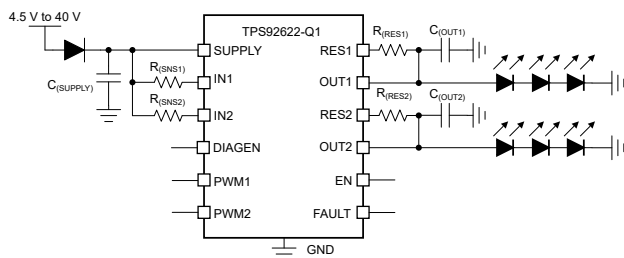 4.5 V to 40 V
TPS92622-Q1
SUPPLY
RES1
R(RES1)
C(OUT1)
C(SUPPLY)
R(SNS1)
IN1
OUT1
R(SNS2)
IN2
RES2
R(RES2)
C(OUT2)
DIAGEN
OUT2
PWM1
EN
PWM2
FAULT
GND